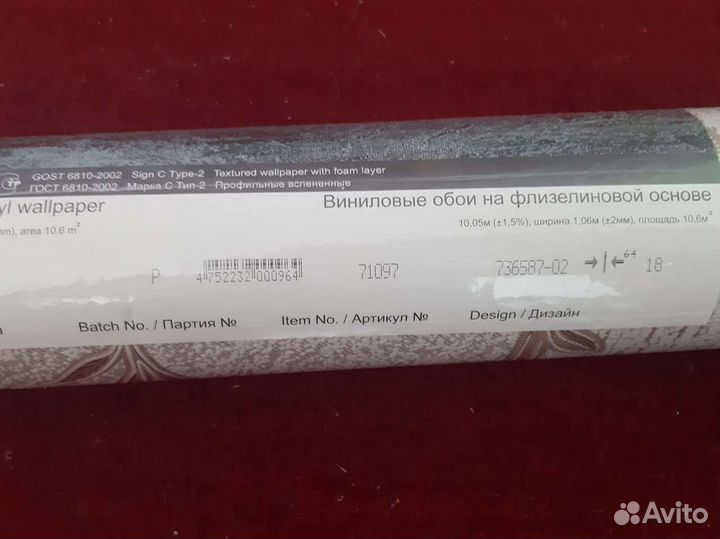 GOST 6810-2002 Sign C Type-2 Textured wallpaper with foam layer
ГОСТ 6810-2002 Марка С Тип-2 Профильные вспененные
yl wallpaper Виниловые обои на флизелиновой основе
m), area 10.6 m² 10,05м (±1,5%), ширина 1,06м (±2мм), площадь 10,6м²
P 4 752232 000964 71097 736587-02 →|← 64 18
Batch No. / Партия № Item No. / Артикул № Design / Дизайн
Avito